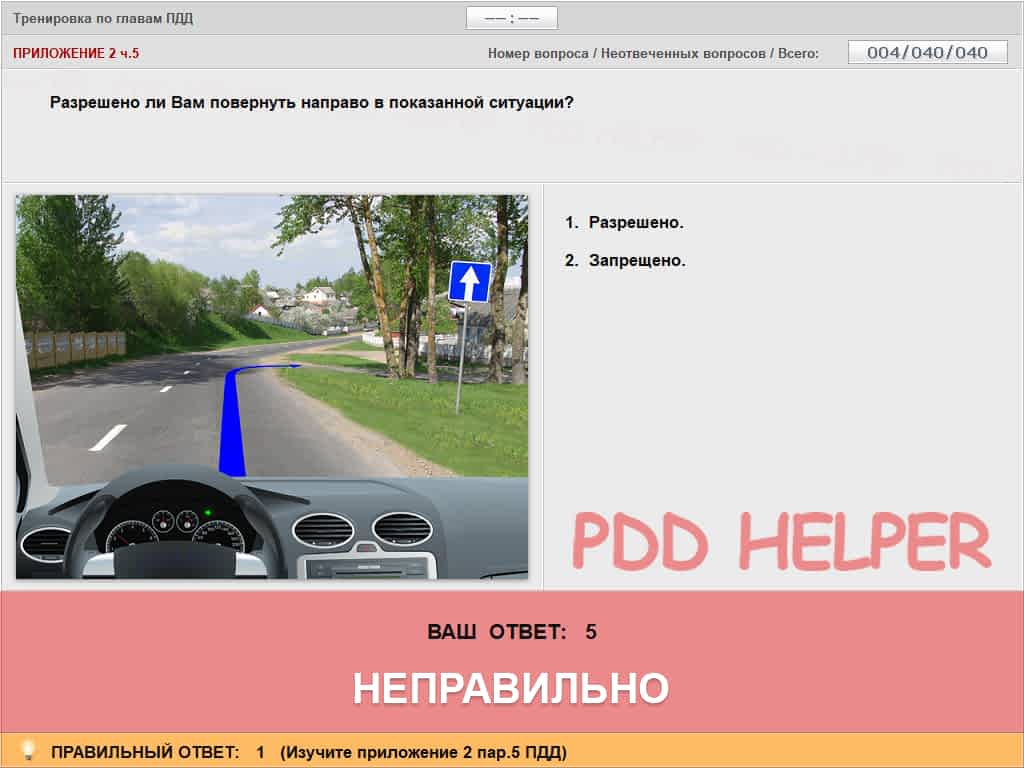 Тренировка по главам ПДД
—— : ——
ПРИЛОЖЕНИЕ 2 ч.5
Номер вопроса / Неотвеченных вопросов / Всего:
004/040/040
Разрешено ли Вам повернуть направо в показанной ситуации?
1. Разрешено.
2. Запрещено.
PDD HELPER
ВАШ ОТВЕТ: 5
НЕПРАВИЛЬНО
ПРАВИЛЬНЫЙ ОТВЕТ: 1 (Изучите приложение 2 пар.5 ПДД)